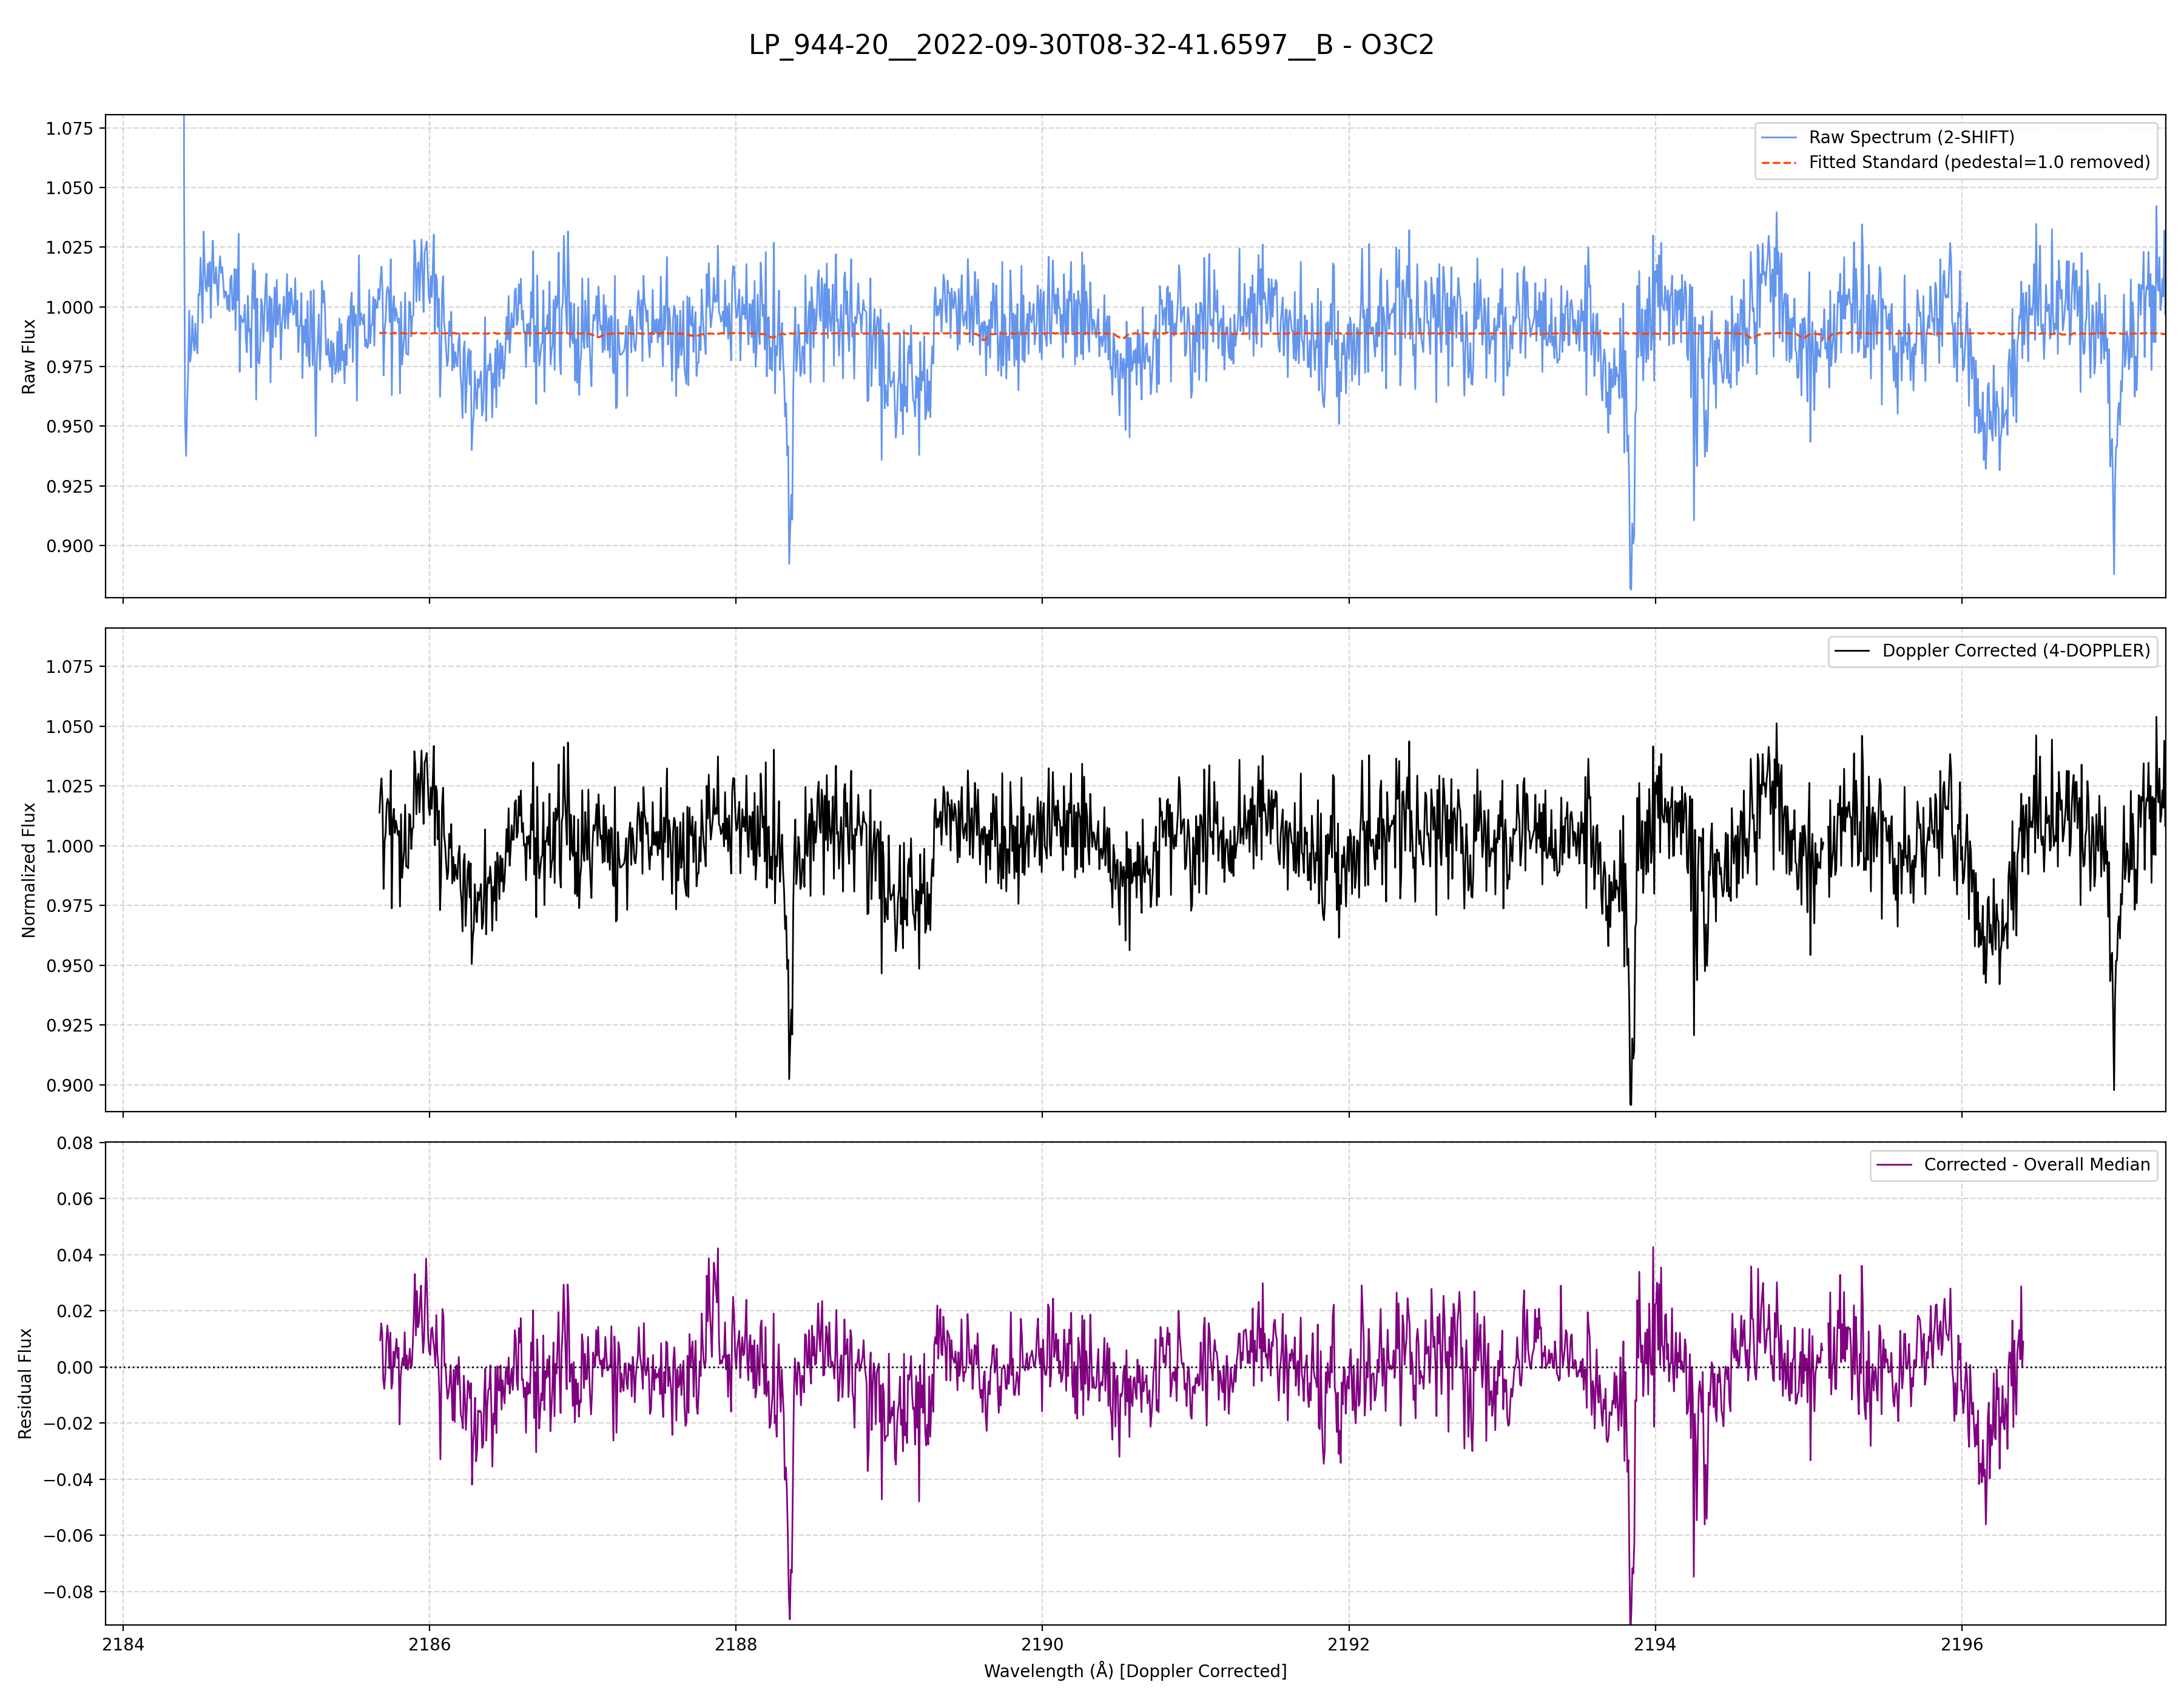 LP_944-20__2022-09-30T08-32-41.6597__B - O3C2
Raw Flux
1.075
1.050
1.025
1.000
0.975
0.950
0.925
0.900
Raw Spectrum (2-SHIFT)
Fitted Standard (pedestal=1.0 removed)
Normalized Flux
1.075
1.050
1.025
1.000
0.975
0.950
0.925
0.900
Doppler Corrected (4-DOPPLER)
Residual Flux
0.08
0.06
0.04
0.02
0.00
−0.02
−0.04
−0.06
−0.08
Corrected - Overall Median
2184 2186 2188 2190 2192 2194 2196
Wavelength (Å) [Doppler Corrected]